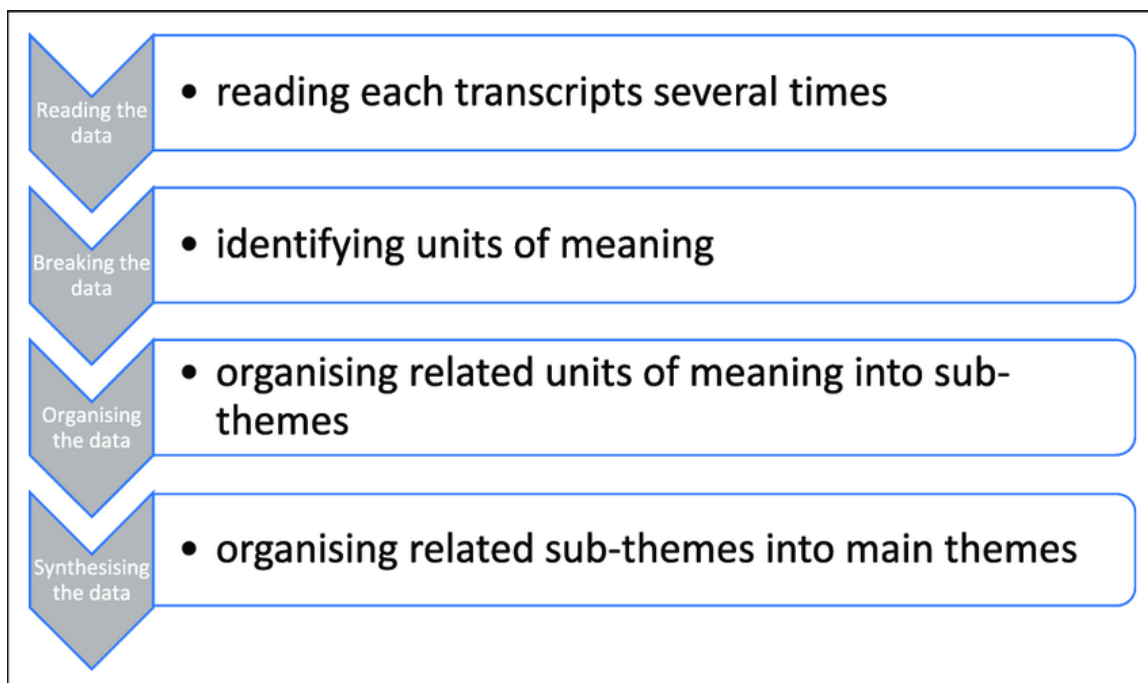 Reading the
data
• reading each transcripts several times
Breaking the
data
• identifying units of meaning
Organising
the data
• organising related units of meaning into sub-
themes
Synthesising
the data
• organising related sub-themes into main themes